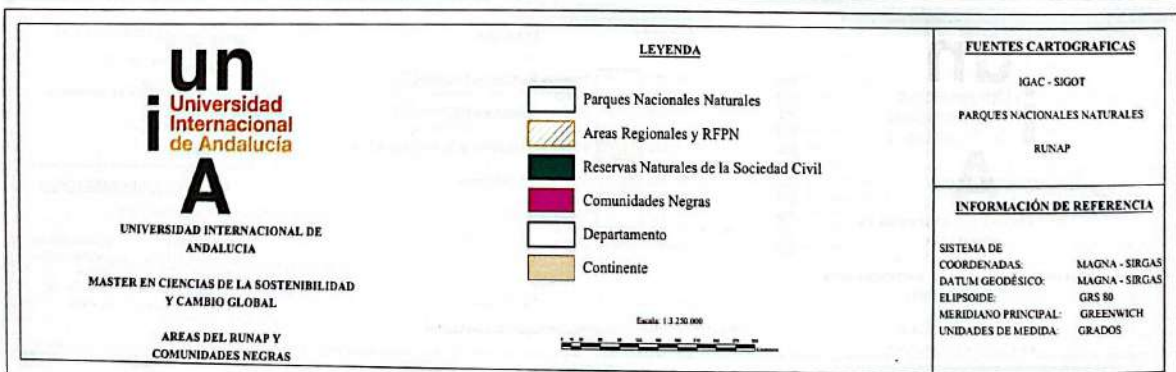 un
i
Universidad
Internacional
de Andalucía
A
UNIVERSIDAD INTERNACIONAL DE
ANDALUCIA
MASTER EN CIENCIAS DE LA SOSTENIBILIDAD
Y CAMBIO GLOBAL
AREAS DEL RUNAP Y
COMUNIDADES NEGRAS
LEYENDA
Parques Nacionales Naturales
Areas Regionales y RFPN
Reservas Naturales de la Sociedad Civil
Comunidades Negras
Departamento
Continente
Escala: 1:3.250.000
FUENTES CARTOGRAFICAS
IGAC - SIGOT
PARQUES NACIONALES NATURALES
RUNAP
INFORMACIÓN DE REFERENCIA
SISTEMA DE
COORDENADAS: MAGNA - SIRGAS
DATUM GEODÉSICO: MAGNA - SIRGAS
ELIPSOIDE: GRS 80
MERIDIANO PRINCIPAL: GREENWICH
UNIDADES DE MEDIDA: GRADOS